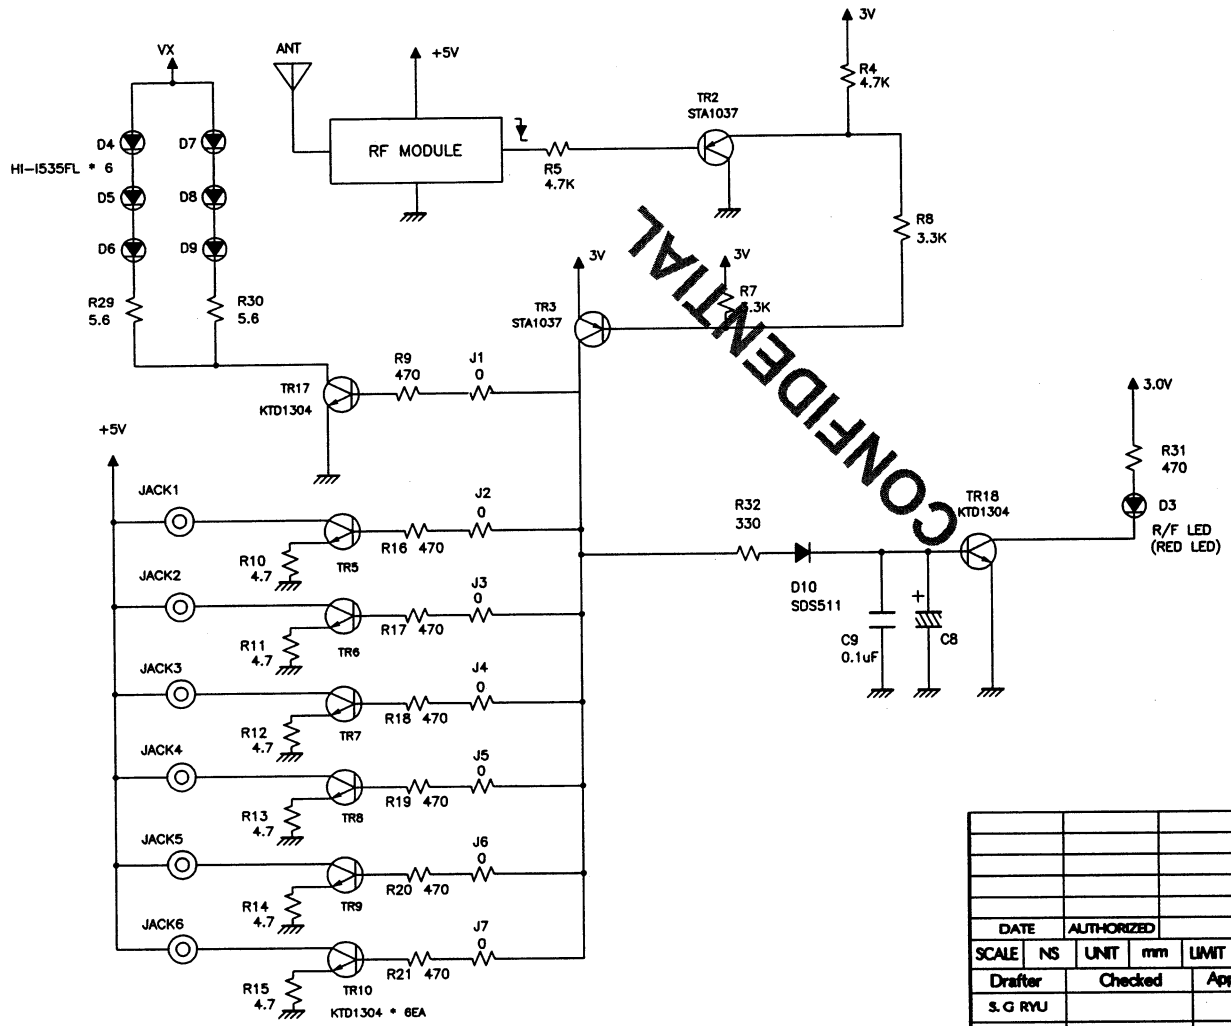 3V
VX
ANT
+5V
R4
4.7K
TR2
STA1037
D4
D7
RF MODULE
HI-I535FL * 6
R5
4.7K
D5
D8
D6
D9
R8
3.3K
CONFIDENTIAL
3V
R7
R29
5.6
R30
5.6
TR3
STA1037
R9
470
J1
0
TR17
KTD1304
3.0V
+5V
R31
470
JACK1
J2
0
R32
330
TR18
KTD1304
D3
R/F LED
(RED LED)
R16 470
R10
4.7
TR5
JACK2
J3
0
D10
SDS511
R17 470
R11
4.7
TR6
+
C9
0.1uF
C8
JACK3
J4
0
R18 470
R12
4.7
TR7
JACK4
J5
0
R19 470
R13
4.7
TR8
JACK5
J6
0
R20 470
R14
4.7
TR9
JACK6
J7
0
R21 470
R15
4.7
TR10
KTD1304 * 6EA
DATE AUTHORIZED
SCALE NS UNIT mm LIMIT
Drafter Checked App
S. G RYU